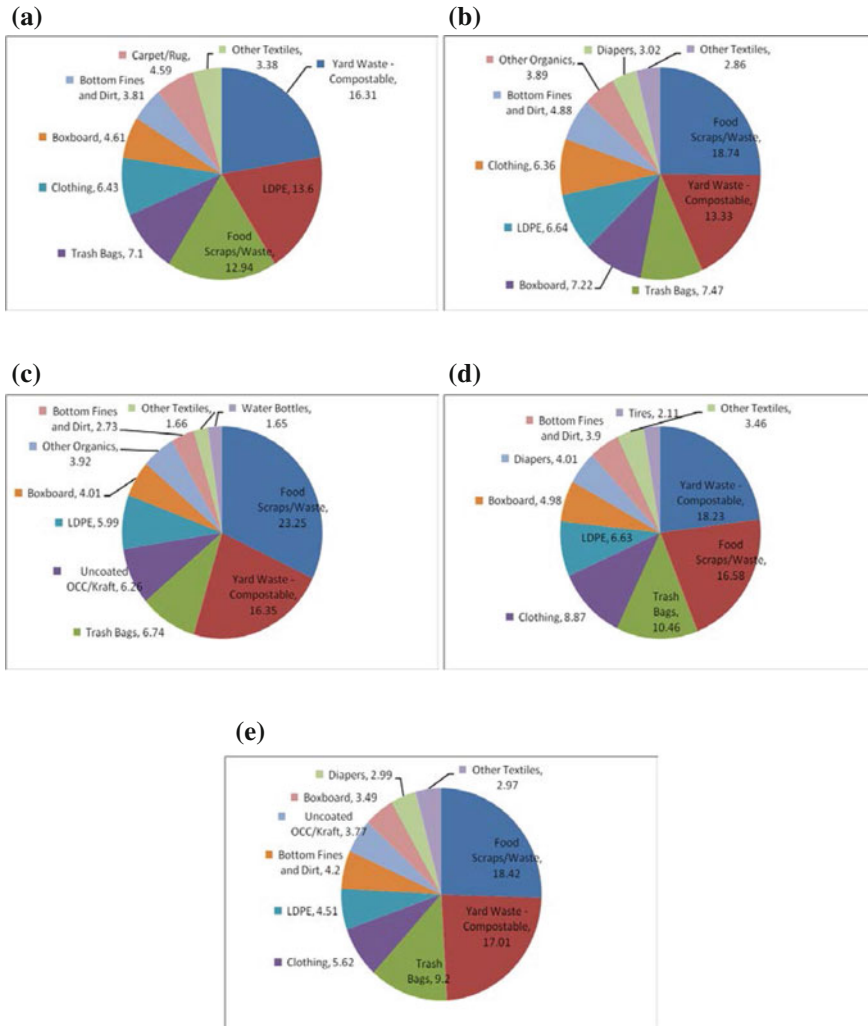 (a)
Carpet/Rug,
4.59
Other Textiles,
3.38
Bottom Fines
and Dirt, 3.81
Yard Waste -
Compostable,
16.31
Boxboard, 4.61
Clothing, 6.43
LDPE, 13.6
Trash Bags, 7.1
Food
Scraps/Waste,
12.94
(b)
Diapers, 3.02
Other Textiles,
2.86
Other Organics,
3.89
Bottom Fines
and Dirt, 4.88
Food
Scraps/Waste,
18.74
Clothing, 6.36
Yard Waste -
Compostable,
13.33
LDPE, 6.64
Boxboard, 7.22
Trash Bags, 7.47
(c)
Bottom Fines
and Dirt, 2.73
Other Textiles,
1.66
Water Bottles,
1.65
Other Organics,
3.92
Boxboard, 4.01
Food
Scraps/Waste,
23.25
LDPE, 5.99
Uncoated
OCC/Kraft, 6.26
Yard Waste -
Compostable,
16.35
Trash Bags, 6.74
(d)
Bottom Fines
and Dirt, 3.9
Tires, 2.11
Other Textiles,
3.46
Diapers, 4.01
Yard Waste -
Compostable,
18.23
Boxboard, 4.98
LDPE, 6.63
Food
Scraps/Waste,
16.58
Clothing, 8.87
Trash
Bags,
10.46
(e)
Diapers, 2.99
Other Textiles,
2.97
Boxboard, 3.49
Uncoated
OCC/Kraft, 3.77
Food
Scraps/Waste,
18.42
Bottom Fines
and Dirt, 4.2
LDPE, 4.51
Yard Waste -
Compostable,
17.01
Clothing, 5.62
Trash
Bags, 9.2